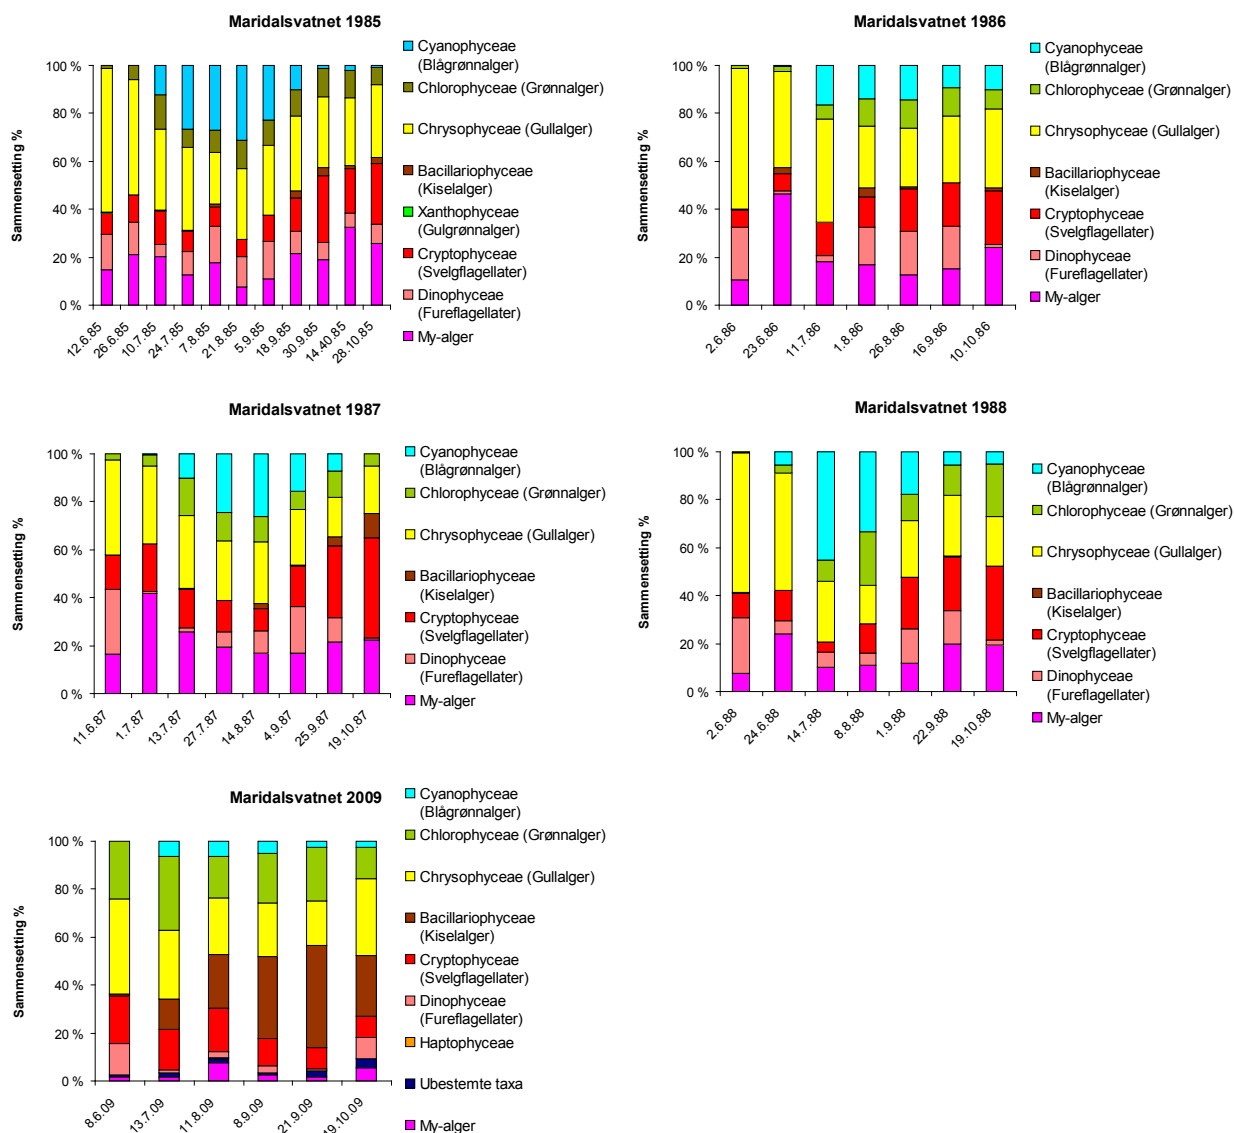 Maridalsvatnet 1985
Sammensetting %
100 %
80 %
60 %
40 %
20 %
0 %
12.6.85
26.6.85
10.7.85
24.7.85
7.8.85
21.8.85
5.9.85
18.9.85
30.9.85
14.40.85
28.10.85
Cyanophyceae
(Blågrønnalger)
Chlorophyceae (Grønnalger)
Chrysophyceae (Gullalger)
Bacillariophyceae
(Kiselalger)
Xanthophyceae
(Gulgrønnalger)
Cryptophyceae
(Svelgflagellater)
Dinophyceae
(Fureflagellater)
My-alger
Maridalsvatnet 1986
Sammensetting %
100 %
80 %
60 %
40 %
20 %
0 %
2.6.86
23.6.86
11.7.86
1.8.86
26.8.86
16.9.86
10.10.86
Cyanophyceae
(Blågrønnalger)
Chlorophyceae (Grønnalger)
Chrysophyceae (Gullalger)
Bacillariophyceae
(Kiselalger)
Cryptophyceae
(Svelgflagellater)
Dinophyceae
(Fureflagellater)
My-alger
Maridalsvatnet 1987
Sammensetting %
100 %
80 %
60 %
40 %
20 %
0 %
11.6.87
1.7.87
13.7.87
27.7.87
14.8.87
4.9.87
25.9.87
19.10.87
Cyanophyceae
(Blågrønnalger)
Chlorophyceae (Grønnalger)
Chrysophyceae (Gullalger)
Bacillariophyceae
(Kiselalger)
Cryptophyceae
(Svelgflagellater)
Dinophyceae
(Fureflagellater)
My-alger
Maridalsvatnet 1988
Sammensetting %
100 %
80 %
60 %
40 %
20 %
0 %
2.6.88
24.6.88
14.7.88
8.8.88
1.9.88
22.9.88
19.10.88
Cyanophyceae
(Blågrønnalger)
Chlorophyceae (Grønnalger)
Chrysophyceae (Gullalger)
Bacillariophyceae
(Kiselalger)
Cryptophyceae
(Svelgflagellater)
Dinophyceae
(Fureflagellater)
My-alger
Maridalsvatnet 2009
Sammensetting %
100 %
80 %
60 %
40 %
20 %
0 %
8.6.09
13.7.09
11.8.09
8.9.09
21.9.09
19.10.09
Cyanophyceae
(Blågrønnalger)
Chlorophyceae (Grønnalger)
Chrysophyceae (Gullalger)
Bacillariophyceae
(Kiselalger)
Cryptophyceae
(Svelgflagellater)
Dinophyceae
(Fureflagellater)
Haptophyceae
Ubestemte taxa
My-alger